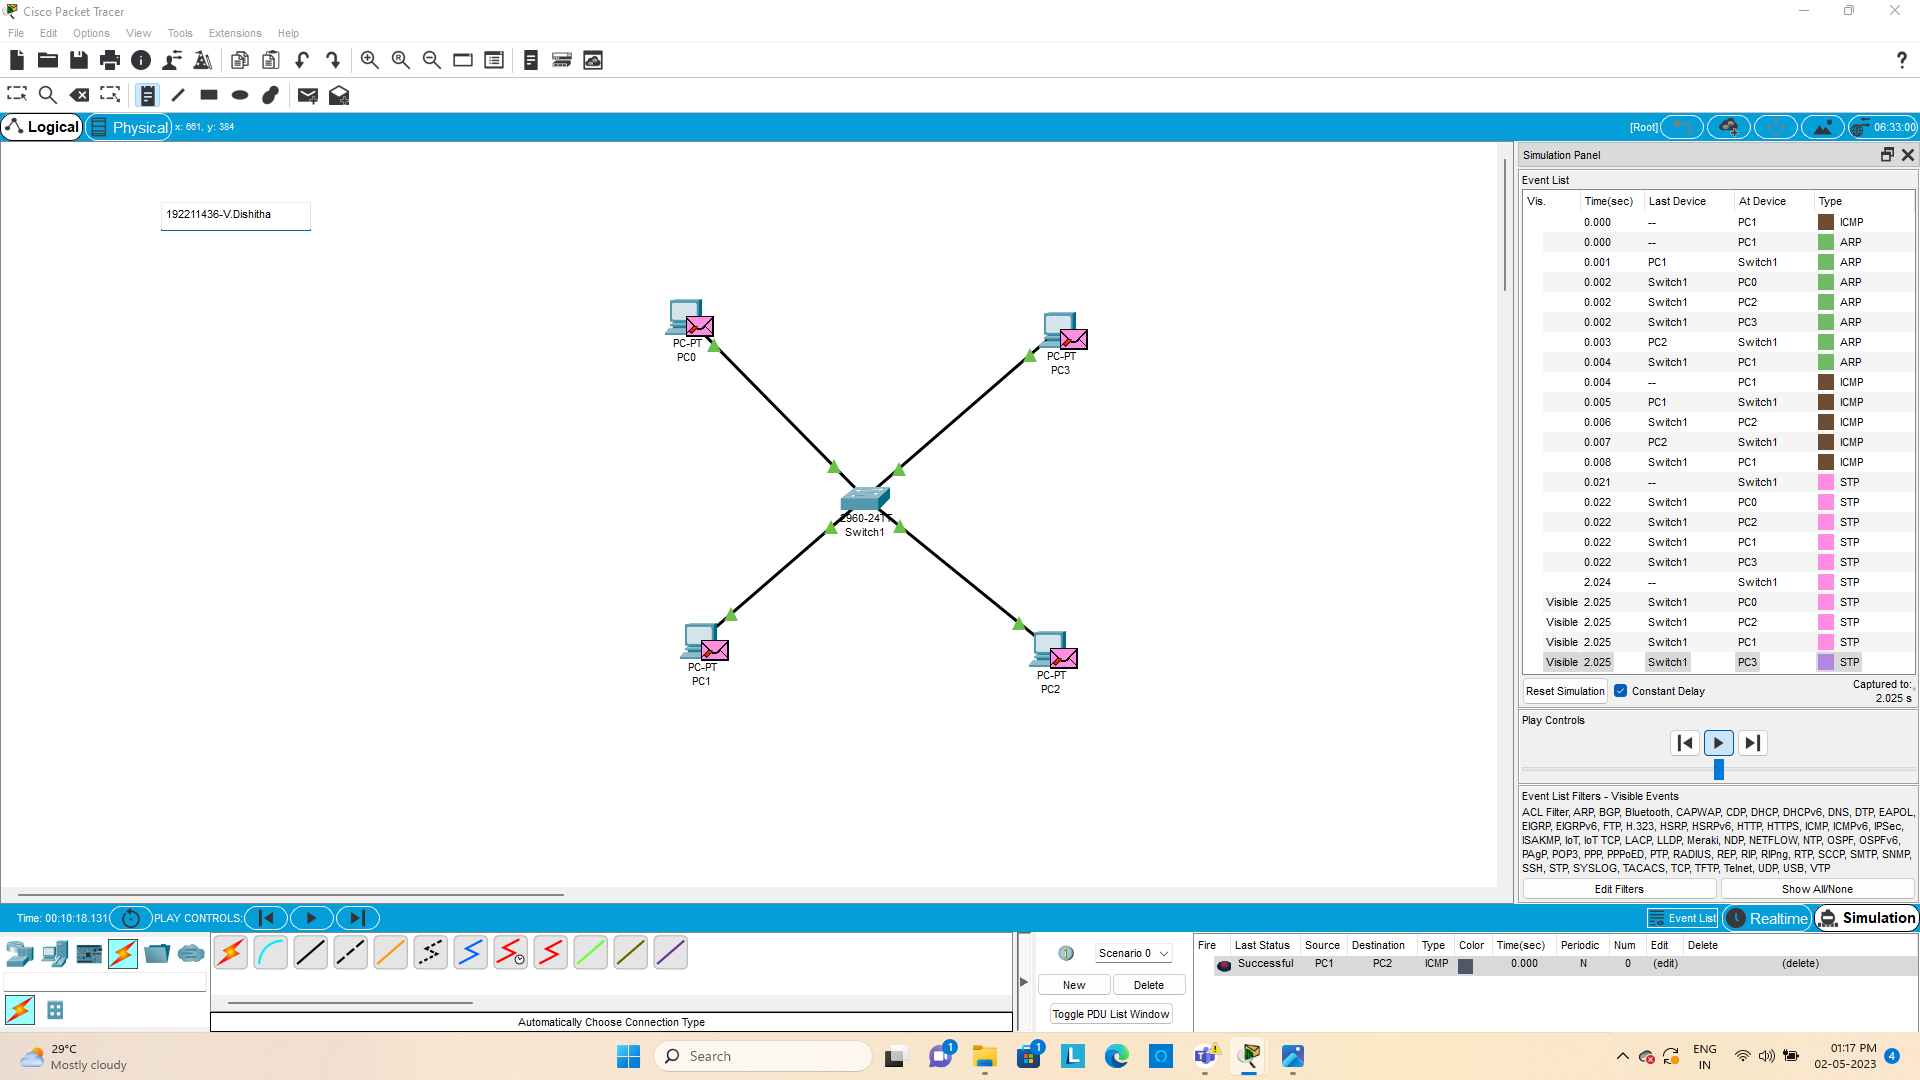 Cisco Packet Tracer
File Edit Options View Tools Extensions Help
Logical Physical x: 661, y: 384 [Root] 06:33:00
192211436-V.Dishitha
PC-PT
PC0
PC-PT
PC3
2960-24TT
Switch1
PC-PT
PC1
PC-PT
PC2
Simulation Panel
Event List
Vis. Time(sec) Last Device At Device Type
0.000 -- PC1 ICMP
0.000 -- PC1 ARP
0.001 PC1 Switch1 ARP
0.002 Switch1 PC0 ARP
0.002 Switch1 PC2 ARP
0.002 Switch1 PC3 ARP
0.003 PC2 Switch1 ARP
0.004 Switch1 PC1 ARP
0.004 -- PC1 ICMP
0.005 PC1 Switch1 ICMP
0.006 Switch1 PC2 ICMP
0.007 PC2 Switch1 ICMP
0.008 Switch1 PC1 ICMP
0.021 -- Switch1 STP
0.022 Switch1 PC0 STP
0.022 Switch1 PC2 STP
0.022 Switch1 PC1 STP
0.022 Switch1 PC3 STP
2.024 -- Switch1 STP
Visible 2.025 Switch1 PC0 STP
Visible 2.025 Switch1 PC2 STP
Visible 2.025 Switch1 PC1 STP
Visible 2.025 Switch1 PC3 STP
Reset Simulation Constant Delay Captured to:
2.025 s
Play Controls
Event List Filters - Visible Events
ACL Filter, ARP, BGP, Bluetooth, CAPWAP, CDP, DHCP, DHCPv6, DNS, DTP, EAPOL,
EIGRP, EIGRPv6, FTP, H.323, HSRP, HSRPv6, HTTP, HTTPS, ICMP, ICMPv6, IPSec,
ISAKMP, IoT, IoT TCP, LACP, LLDP, Meraki, NDP, NETFLOW, NTP, OSPF, OSPFv6,
PAgP, POP3, PPP, PPPoED, PTP, RADIUS, REP, RIP, RIPng, RTP, SCCP, SMTP, SNMP,
SSH, STP, SYSLOG, TACACS, TCP, TFTP, Telnet, UDP, USB, VTP
Edit Filters Show All/None
Time: 00:10:18.131 PLAY CONTROLS: Event List Realtime Simulation
Scenario 0
New Delete
Toggle PDU List Window
Fire Last Status Source Destination Type Color Time(sec) Periodic Num Edit Delete
Successful PC1 PC2 ICMP 0.000 N 0 (edit) (delete)
Automatically Choose Connection Type
29°C
Mostly cloudy
Search
1
1
ENG
IN
01:17 PM
02-05-2023
4